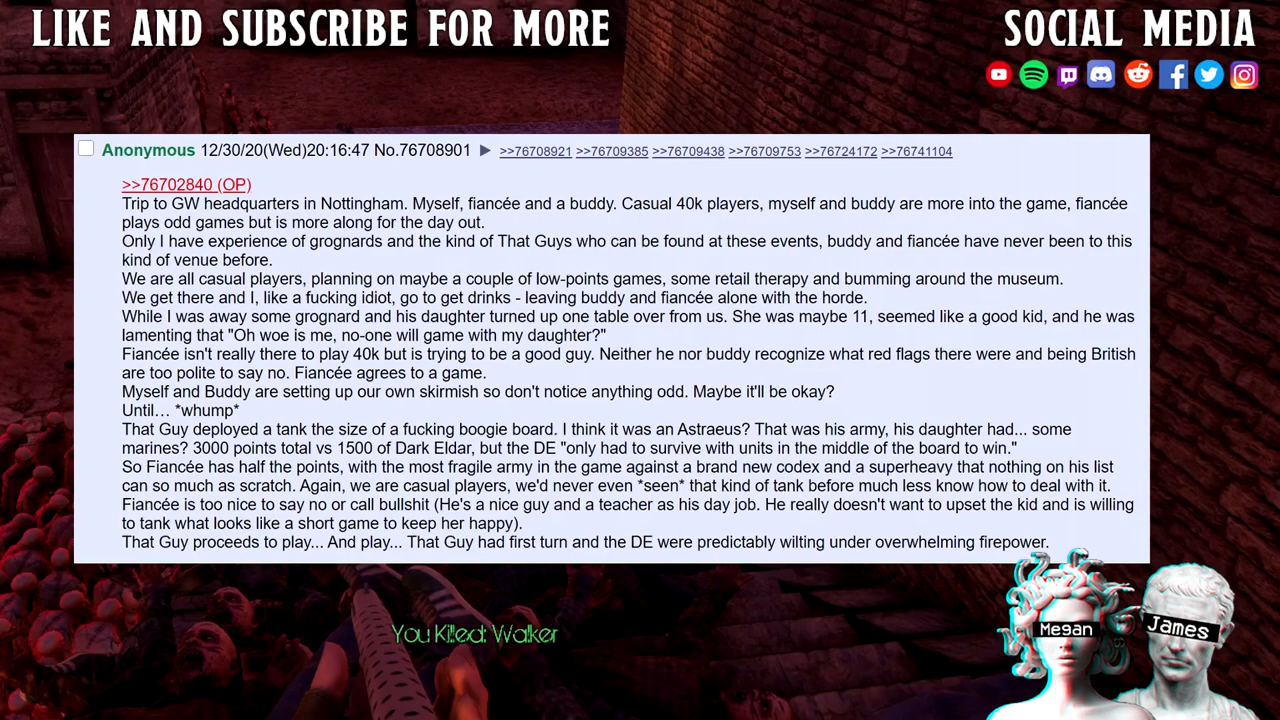 LIKE AND SUBSCRIBE FOR MORE
SOCIAL MEDIA
Anonymous 12/30/20(Wed)20:16:47 No.76708901 ▶ >>76708921 >>76709385 >>76709438 >>76709753 >>76724172 >>76741104
>>76702840 (OP)
Trip to GW headquarters in Nottingham. Myself, fiancée and a buddy. Casual 40k players, myself and buddy are more into the game, fiancée
plays odd games but is more along for the day out.
Only I have experience of grognards and the kind of That Guys who can be found at these events, buddy and fiancée have never been to this
kind of venue before.
We are all casual players, planning on maybe a couple of low-points games, some retail therapy and bumming around the museum.
We get there and I, like a fucking idiot, go to get drinks - leaving buddy and fiancée alone with the horde.
While I was away some grognard and his daughter turned up one table over from us. She was maybe 11, seemed like a good kid, and he was
lamenting that "Oh woe is me, no-one will game with my daughter?"
Fiancée isn't really there to play 40k but is trying to be a good guy. Neither he nor buddy recognize what red flags there were and being British
are too polite to say no. Fiancée agrees to a game.
Myself and Buddy are setting up our own skirmish so don't notice anything odd. Maybe it'll be okay?
Until… *whump*
That Guy deployed a tank the size of a fucking boogie board. I think it was an Astraeus? That was his army, his daughter had... some
marines? 3000 points total vs 1500 of Dark Eldar, but the DE "only had to survive with units in the middle of the board to win."
So Fiancée has half the points, with the most fragile army in the game against a brand new codex and a superheavy that nothing on his list
can so much as scratch. Again, we are casual players, we'd never even *seen* that kind of tank before much less know how to deal with it.
Fiancée is too nice to say no or call bullshit (He's a nice guy and a teacher as his day job. He really doesn't want to upset the kid and is willing
to tank what looks like a short game to keep her happy).
That Guy proceeds to play... And play... That Guy had first turn and the DE were predictably wilting under overwhelming firepower.
You Killed: Walker
Megan
James